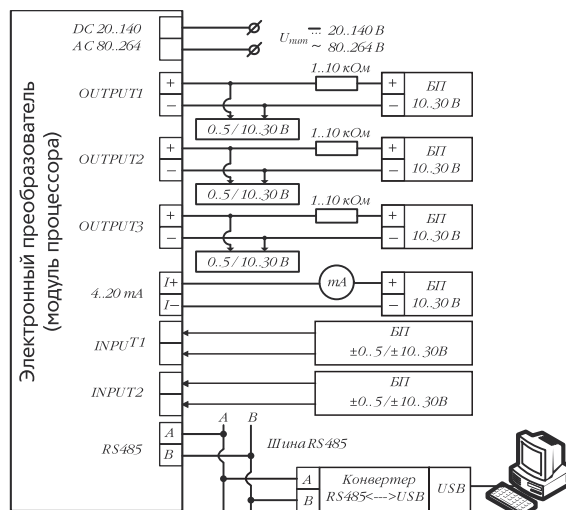 DC 20..140
AC 80..264
Uпит ⎓ 20..140 В
~ 80..264 В
Электронный преобразователь
(модуль процессора)
OUTPUT1
+
–
1..10 кОм
0..5/10..30 В
+
–
БП
10..30 В
OUTPUT2
+
–
1..10 кОм
0..5/10..30 В
+
–
БП
10..30 В
OUTPUT3
+
–
1..10 кОм
0..5/10..30 В
+
–
БП
10..30 В
4..20 mA
I+
I–
mA
+
–
БП
10..30 В
INPUT1
БП
±0..5/±10..30В
INPUT2
БП
±0..5/±10..30В
A
B
RS485
A
B
Шина RS485
A
B
Конвертер
RS485<--->USB
USB